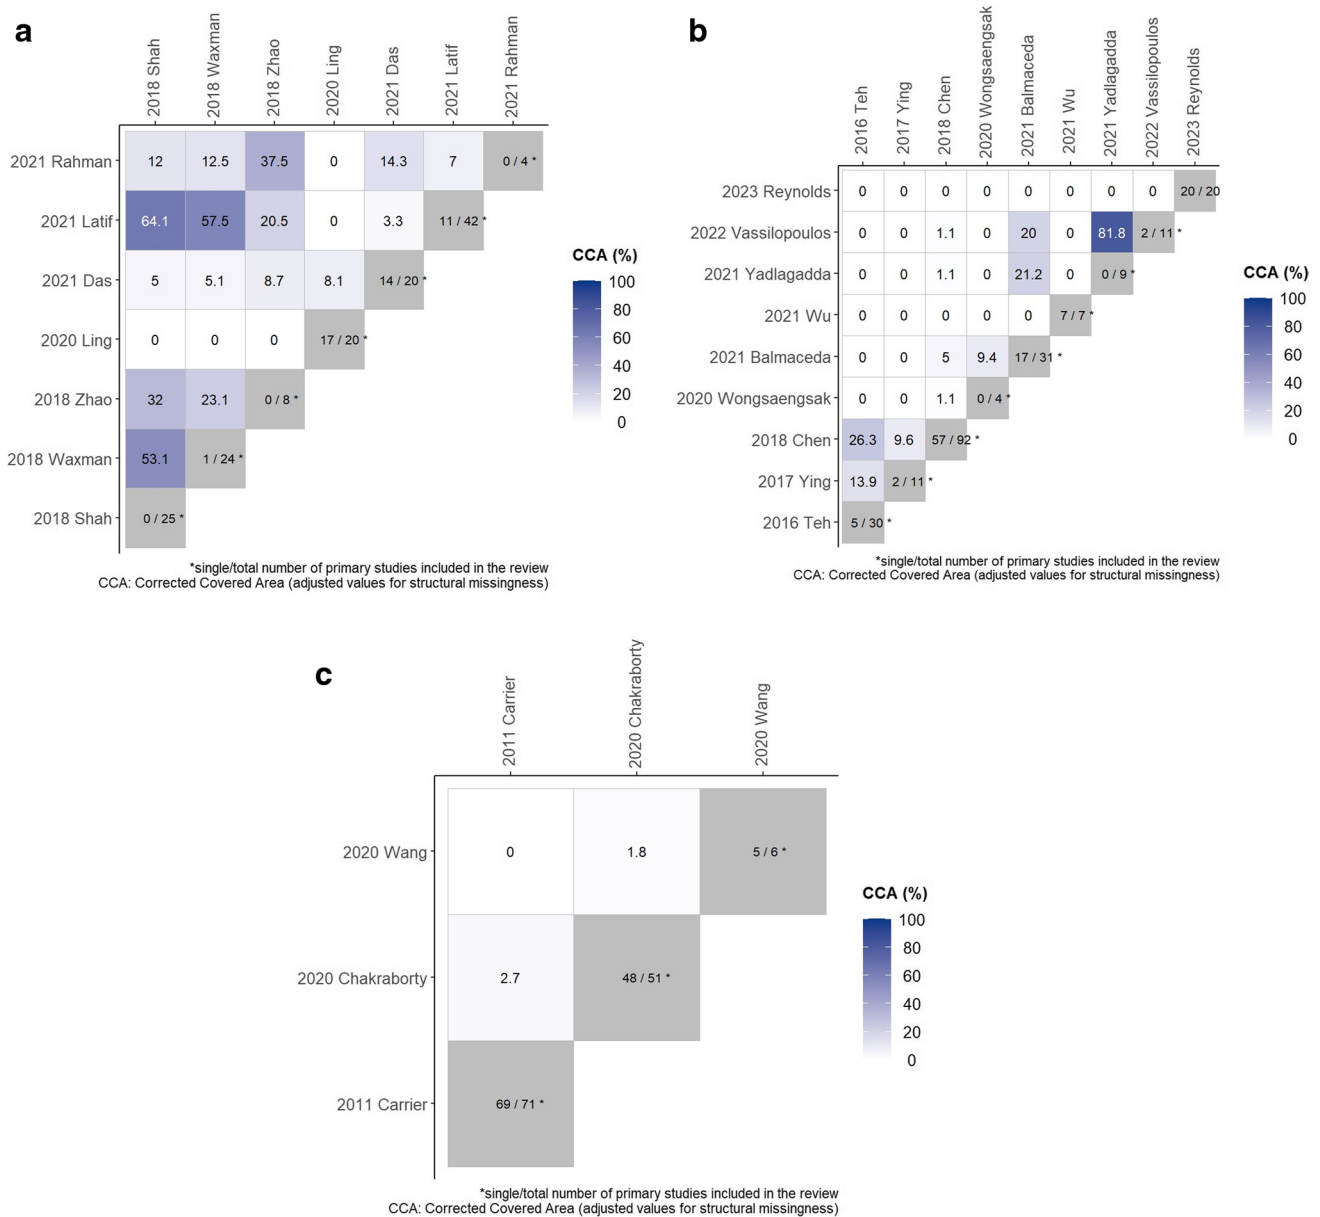 a
2018 Shah
2018 Waxman
2018 Zhao
2020 Ling
2021 Das
2021 Latif
2021 Rahman
2021 Rahman 12 12.5 37.5 0 14.3 7 0 / 4 *
2021 Latif 64.1 57.5 20.5 0 3.3 11 / 42 *
2021 Das 5 5.1 8.7 8.1 14 / 20 *
2020 Ling 0 0 0 17 / 20 *
2018 Zhao 32 23.1 0 / 8 *
2018 Waxman 53.1 1 / 24 *
2018 Shah 0 / 25 *
CCA (%)
100
80
60
40
20
0
*single/total number of primary studies included in the review
CCA: Corrected Covered Area (adjusted values for structural missingness)
b
2016 Teh
2017 Ying
2018 Chen
2020 Wongsaengsak
2021 Balmaceda
2021 Wu
2021 Yadlagadda
2022 Vassilopoulos
2023 Reynolds
2023 Reynolds 0 0 0 0 0 0 0 0 20 / 20
2022 Vassilopoulos 0 0 1.1 0 20 0 81.8 2 / 11 *
2021 Yadlagadda 0 0 1.1 0 21.2 0 0 / 9 *
2021 Wu 0 0 0 0 0 7 / 7 *
2021 Balmaceda 0 0 5 9.4 17 / 31 *
2020 Wongsaengsak 0 0 1.1 0 / 4 *
2018 Chen 26.3 9.6 57 / 92 *
2017 Ying 13.9 2 / 11 *
2016 Teh 5 / 30 *
CCA (%)
100
80
60
40
20
0
*single/total number of primary studies included in the review
CCA: Corrected Covered Area (adjusted values for structural missingness)
c
2011 Carrier
2020 Chakraborty
2020 Wang
2020 Wang 0 1.8 5 / 6 *
2020 Chakraborty 2.7 48 / 51 *
2011 Carrier 69 / 71 *
CCA (%)
100
80
60
40
20
0
*single/total number of primary studies included in the review
CCA: Corrected Covered Area (adjusted values for structural missingness)